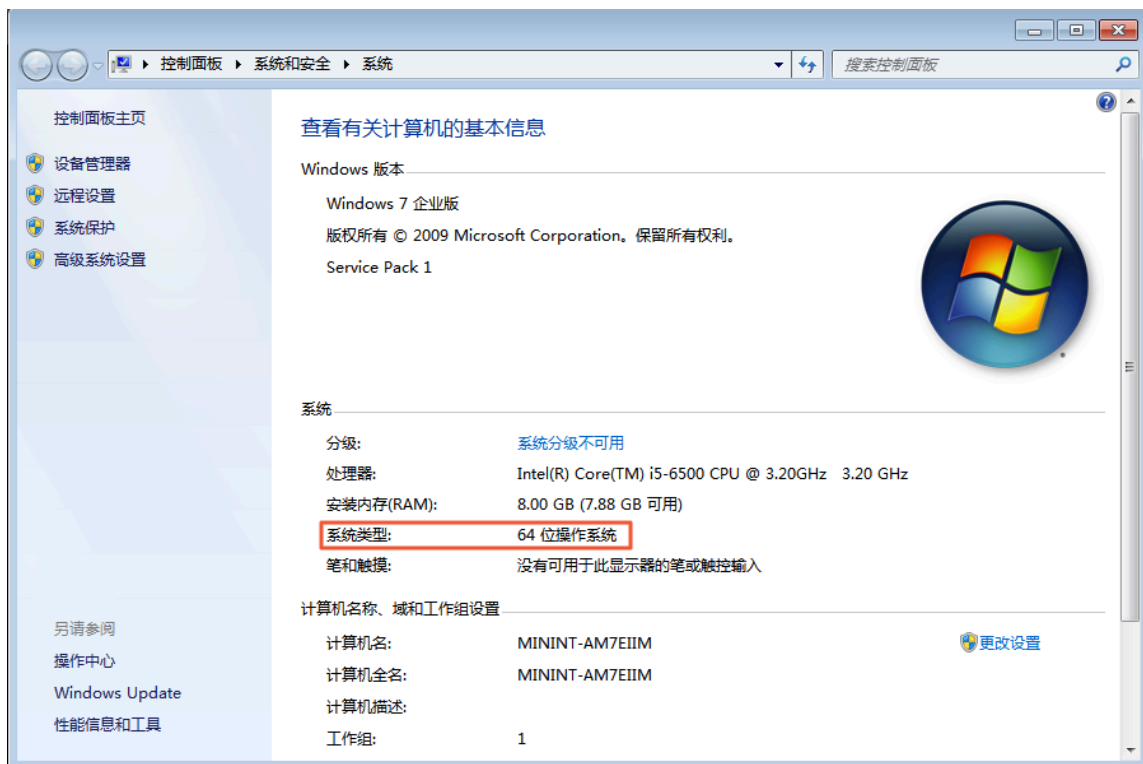 控制面板 系统和安全 系统
搜索控制面板
控制面板主页
设备管理器
远程设置
系统保护
高级系统设置
查看有关计算机的基本信息
Windows 版本
Windows 7 企业版
版权所有 © 2009 Microsoft Corporation。保留所有权利。
Service Pack 1
系统
分级: 系统分级不可用
处理器: Intel(R) Core(TM) i5-6500 CPU @ 3.20GHz 3.20 GHz
安装内存(RAM): 8.00 GB (7.88 GB 可用)
系统类型: 64 位操作系统
笔和触摸: 没有可用于此显示器的笔或触控输入
计算机名称、域和工作组设置
计算机名: MININT-AM7EIIM 更改设置
计算机全名: MININT-AM7EIIM
计算机描述:
工作组: 1
另请参阅
操作中心
Windows Update
性能信息和工具